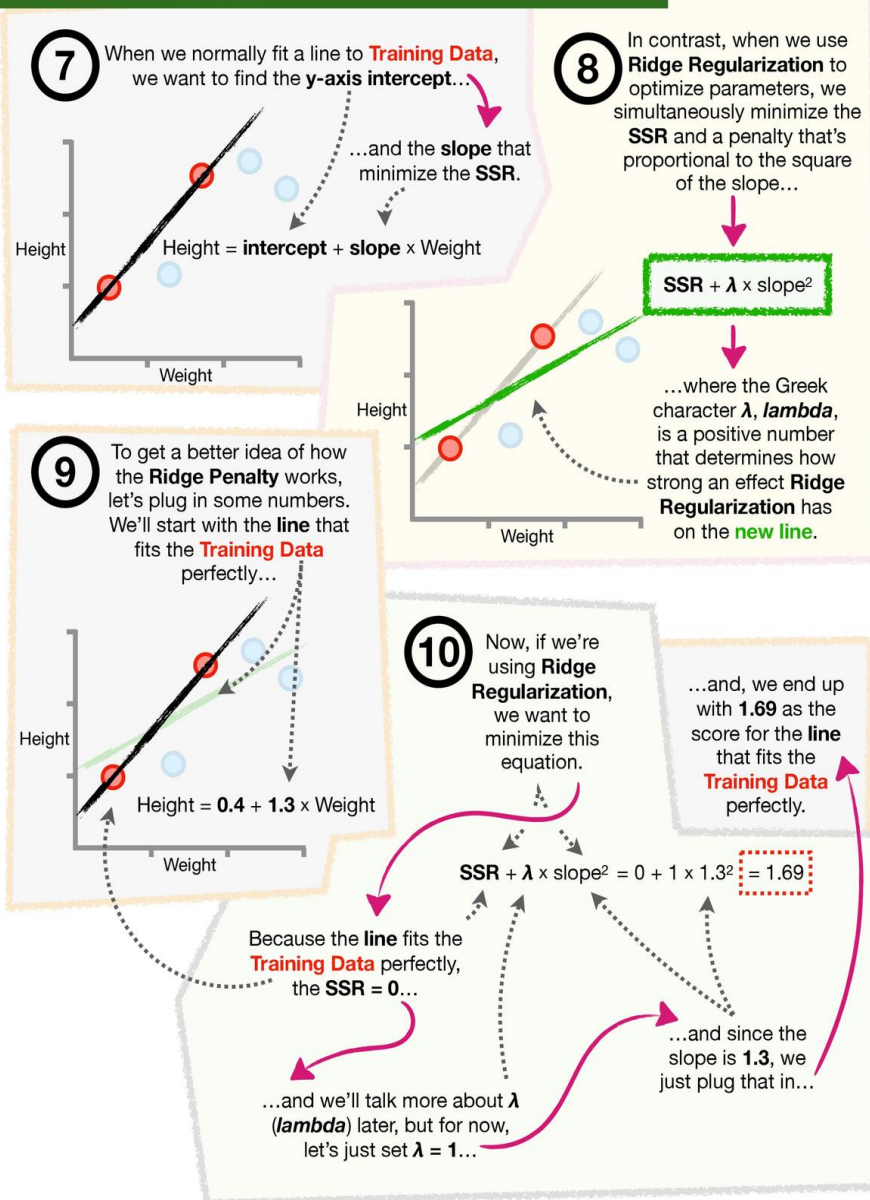 7
When we normally fit a line to Training Data,
we want to find the y-axis intercept...
...and the slope that
minimize the SSR.
Height = intercept + slope x Weight
Height
Weight
8
In contrast, when we use
Ridge Regularization to
optimize parameters, we
simultaneously minimize the
SSR and a penalty that's
proportional to the square
of the slope...
SSR + λ x slope²
...where the Greek
character λ, lambda,
is a positive number
that determines how
strong an effect Ridge
Regularization has
on the new line.
Height
Weight
9
To get a better idea of how
the Ridge Penalty works,
let's plug in some numbers.
We'll start with the line that
fits the Training Data
perfectly...
Height = 0.4 + 1.3 x Weight
Height
Weight
10
Now, if we're
using Ridge
Regularization,
we want to
minimize this
equation.
SSR + λ x slope² = 0 + 1 x 1.3² = 1.69
Because the line fits the
Training Data perfectly,
the SSR = 0...
...and we'll talk more about λ
(lambda) later, but for now,
let's just set λ = 1...
...and since the
slope is 1.3, we
just plug that in...
...and, we end up
with 1.69 as the
score for the line
that fits the
Training Data
perfectly.